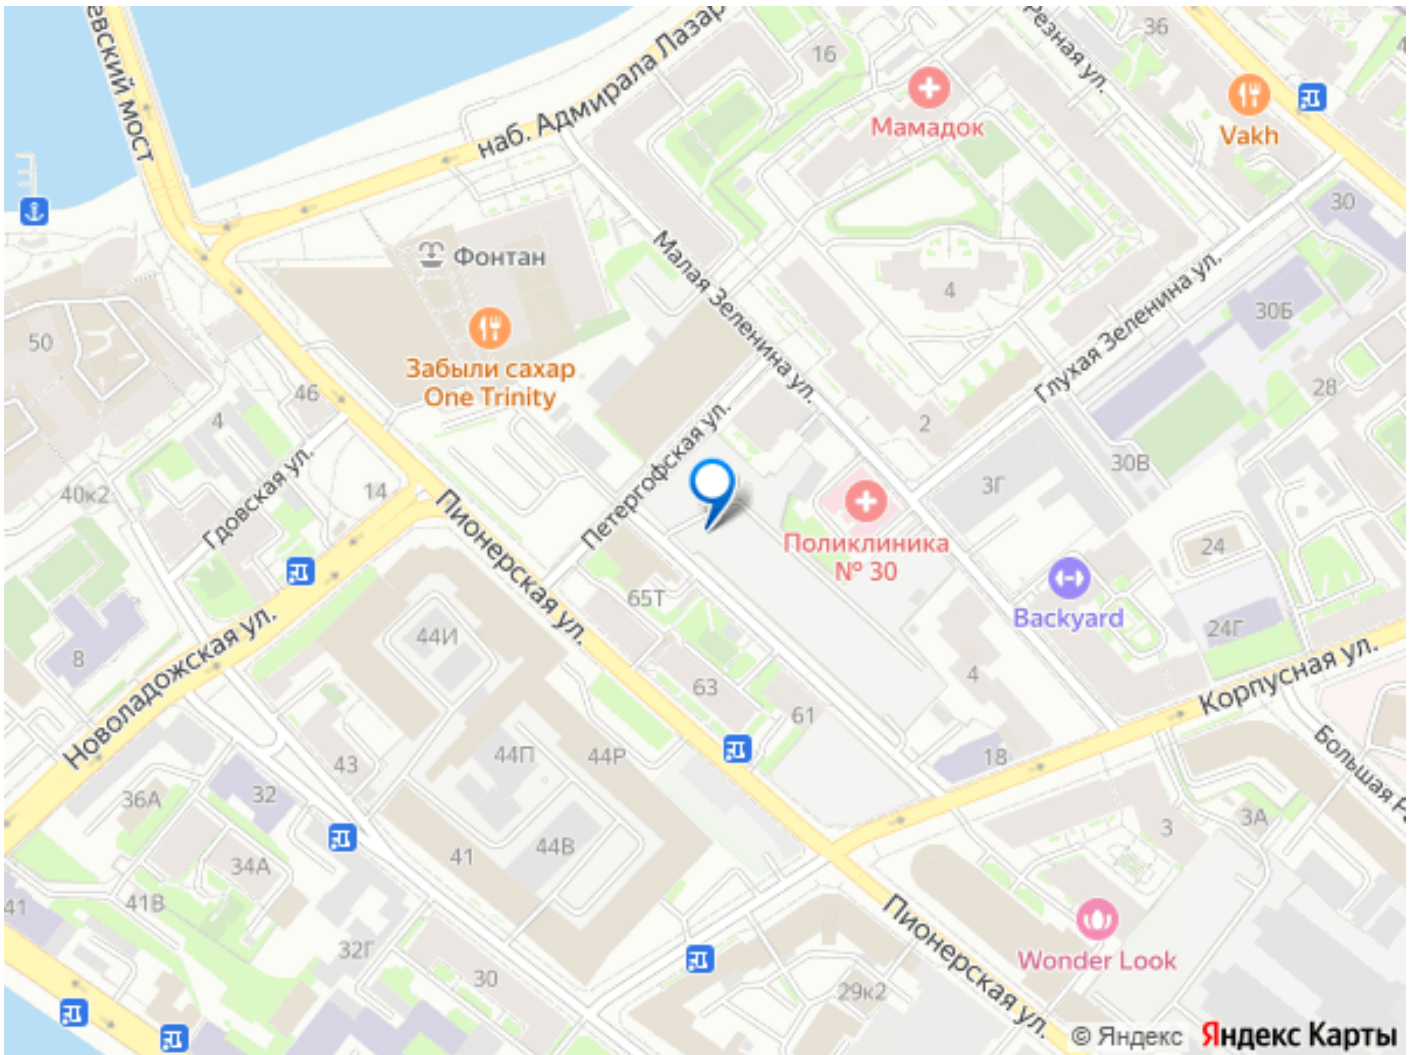 евский мост
наб. Адмирала Лазар
16
Мамадок
Резная ул.
36
Vakh
4
Фонтан
Малая Зеленина ул.
4
30
Глухая Зеленина ул.
30Б
50
Забыли сахар
One Trinity
46
4
28
2
Петергофская ул.
30В
3Г
40к2
Гдовская ул.
14
Пионерская ул.
Поликлиника
№ 30
24
Backyard
24Г
65Т
44И
8
Новоладожская ул.
4
63
61
Корпусная ул.
18
Большая Р
44П
44Р
43
32
36А
3
3А
44В
41
34А
41В
41
32Г
30
Пионерская ул.
29к2
Wonder Look
© Яндекс Яндекс Карты